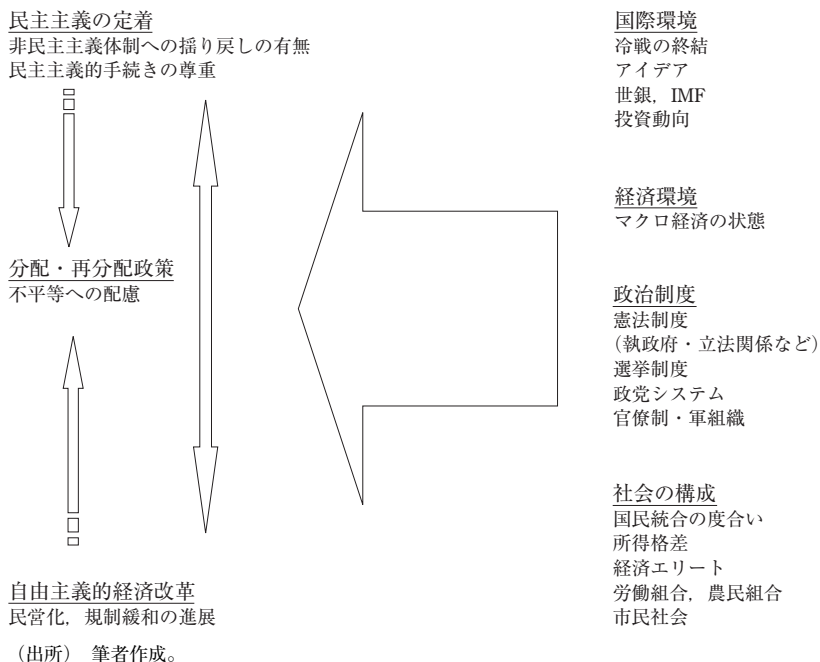 民主主義の定着
非民主主義体制への揺り戻しの有無
民主主義的手続きの尊重
分配・再分配政策
不平等への配慮
自由主義的経済改革
民営化，規制緩和の進展
国際環境
冷戦の終結
アイデア
世銀，IMF
投資動向
経済環境
マクロ経済の状態
政治制度
憲法制度
（執政府・立法関係など）
選挙制度
政党システム
官僚制・軍組織
社会の構成
国民統合の度合い
所得格差
経済エリート
労働組合，農民組合
市民社会
（出所）　筆者作成。